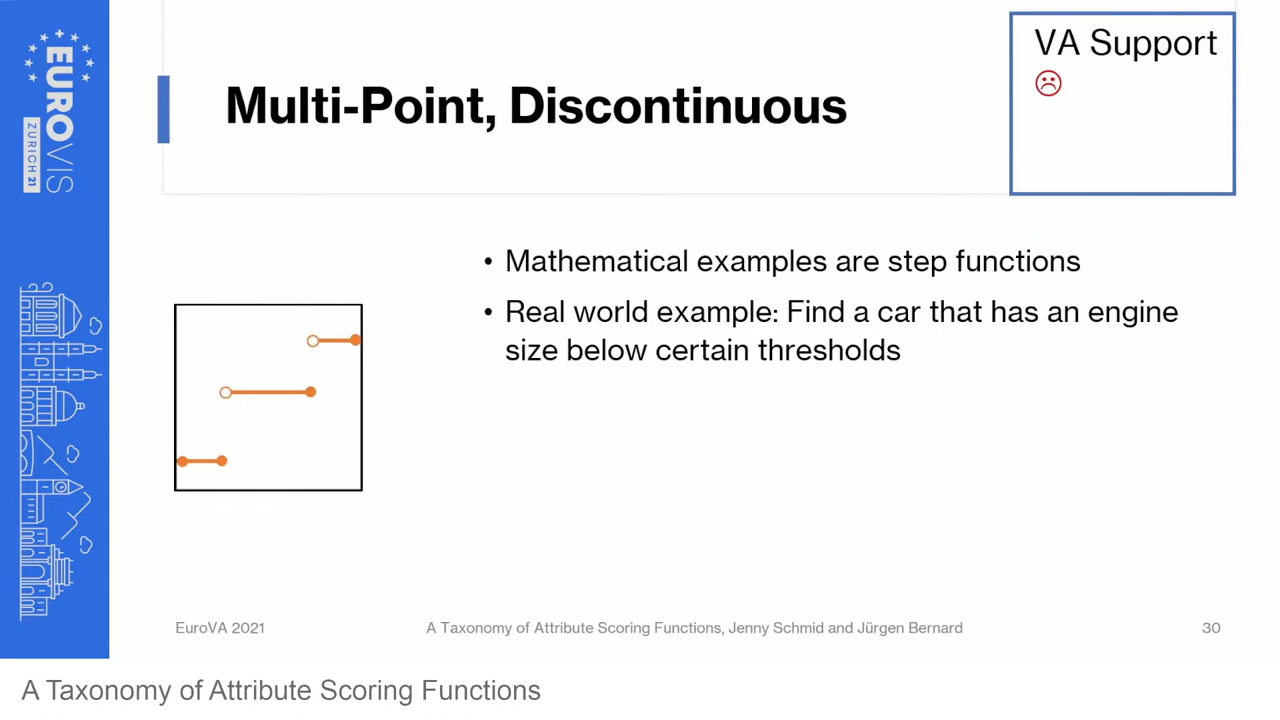 EUROVIS
ZURICH 21
VA Support
☹
Multi-Point, Discontinuous
• Mathematical examples are step functions
• Real world example: Find a car that has an engine
size below certain thresholds
EuroVA 2021
A Taxonomy of Attribute Scoring Functions, Jenny Schmid and Jürgen Bernard
30
A Taxonomy of Attribute Scoring Functions